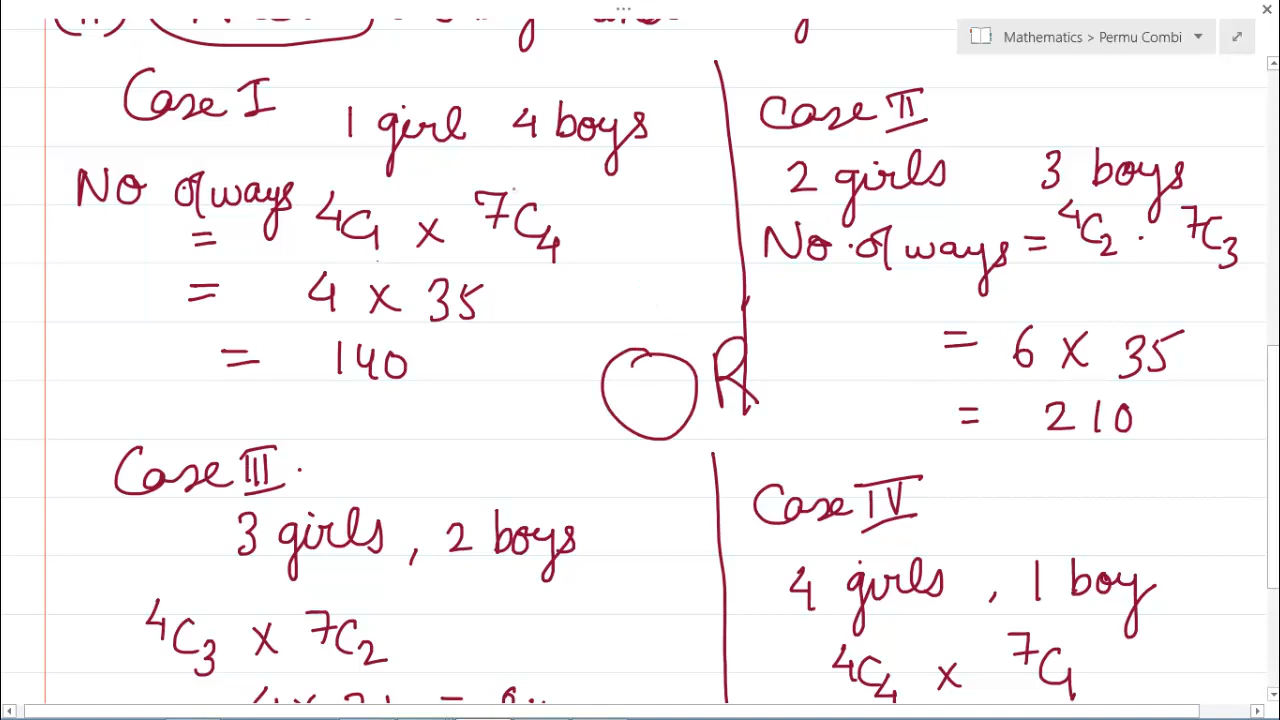 (ii)
Mathematics > Permu Combi
Case I
1 girl 4 boys
No of ways
= 4C1 x 7C4
= 4 x 35
= 140
R
Case II
2 girls 3 boys
No. of ways = 4C2 . 7C3
= 6 x 35
= 210
Case III.
3 girls, 2 boys
4C3 x 7C2
Case IV
4 girls, 1 boy
4C4 x 7C1